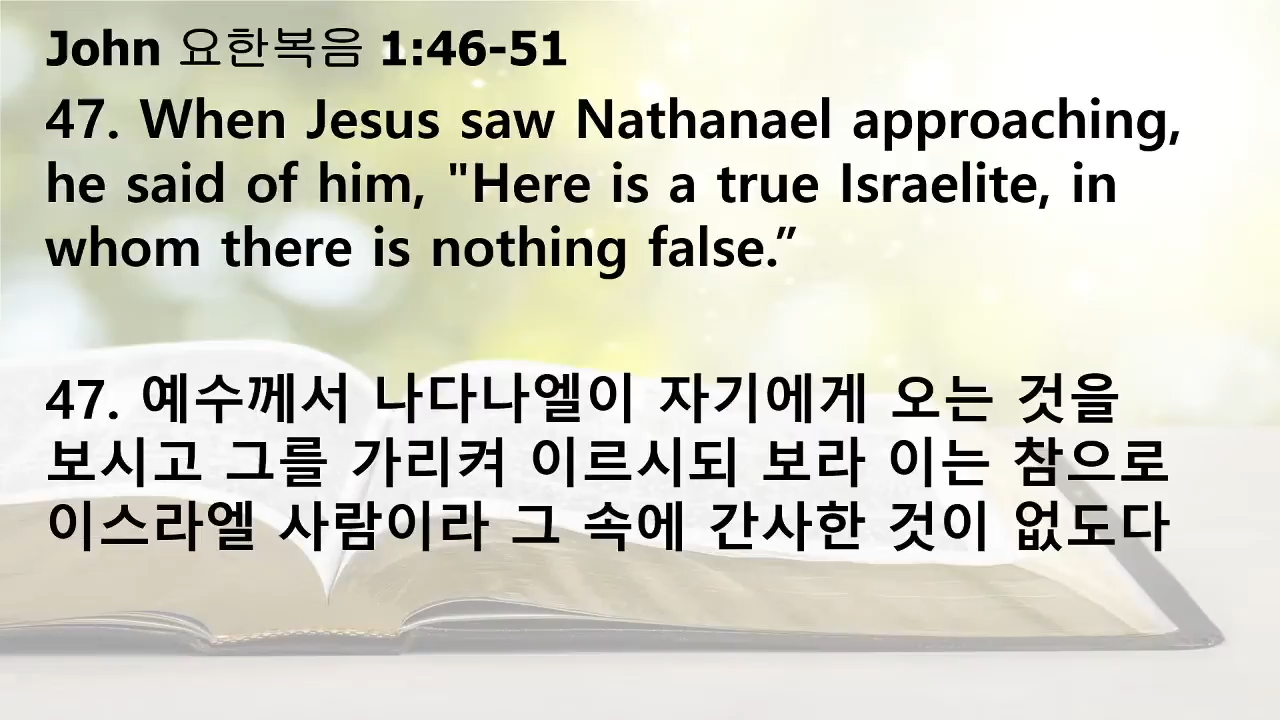 John 요한복음 1:46-51
47. When Jesus saw Nathanael approaching,
he said of him, "Here is a true Israelite, in
whom there is nothing false.”
47. 예수께서 나다나엘이 자기에게 오는 것을
보시고 그를 가리켜 이르시되 보라 이는 참으로
이스라엘 사람이라 그 속에 간사한 것이 없도다